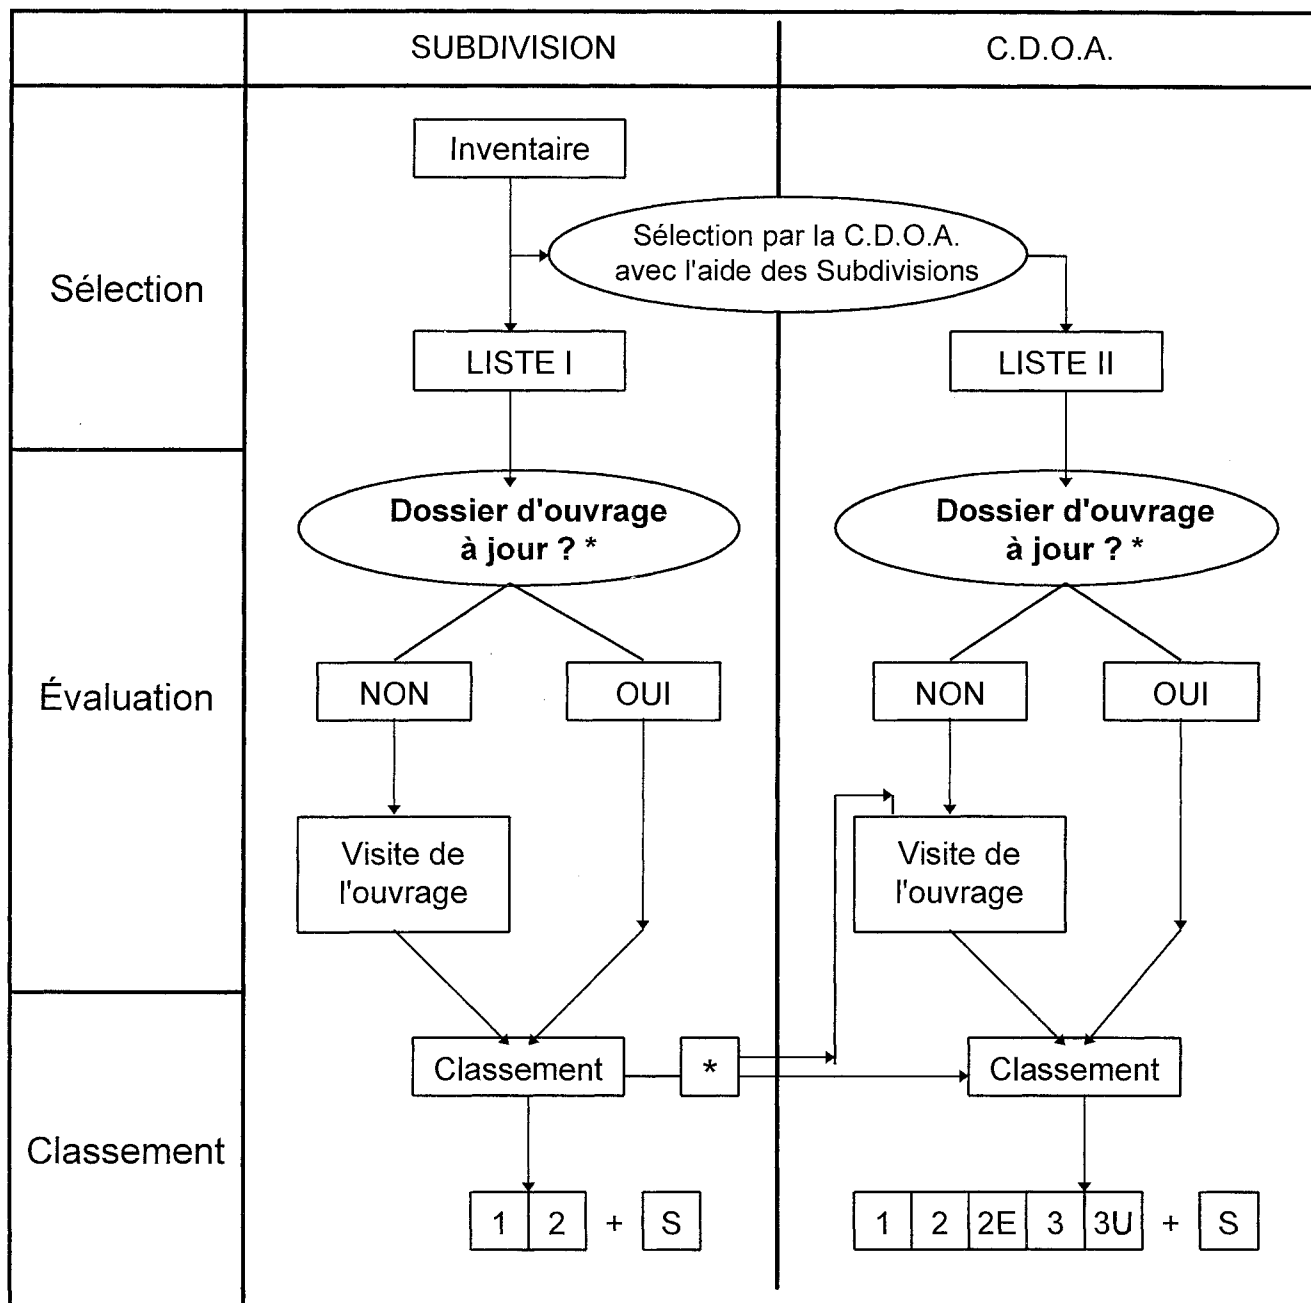 SUBDIVISION
C.D.O.A.
Sélection
Inventaire
Sélection par la C.D.O.A.
avec l'aide des Subdivisions
LISTE I
LISTE II
Évaluation
Dossier d'ouvrage
à jour ? *
Dossier d'ouvrage
à jour ? *
NON
OUI
NON
OUI
Visite de
l'ouvrage
Visite de
l'ouvrage
Classement
Classement
*
Classement
1 2 + S
1 2 2E 3 3U + S